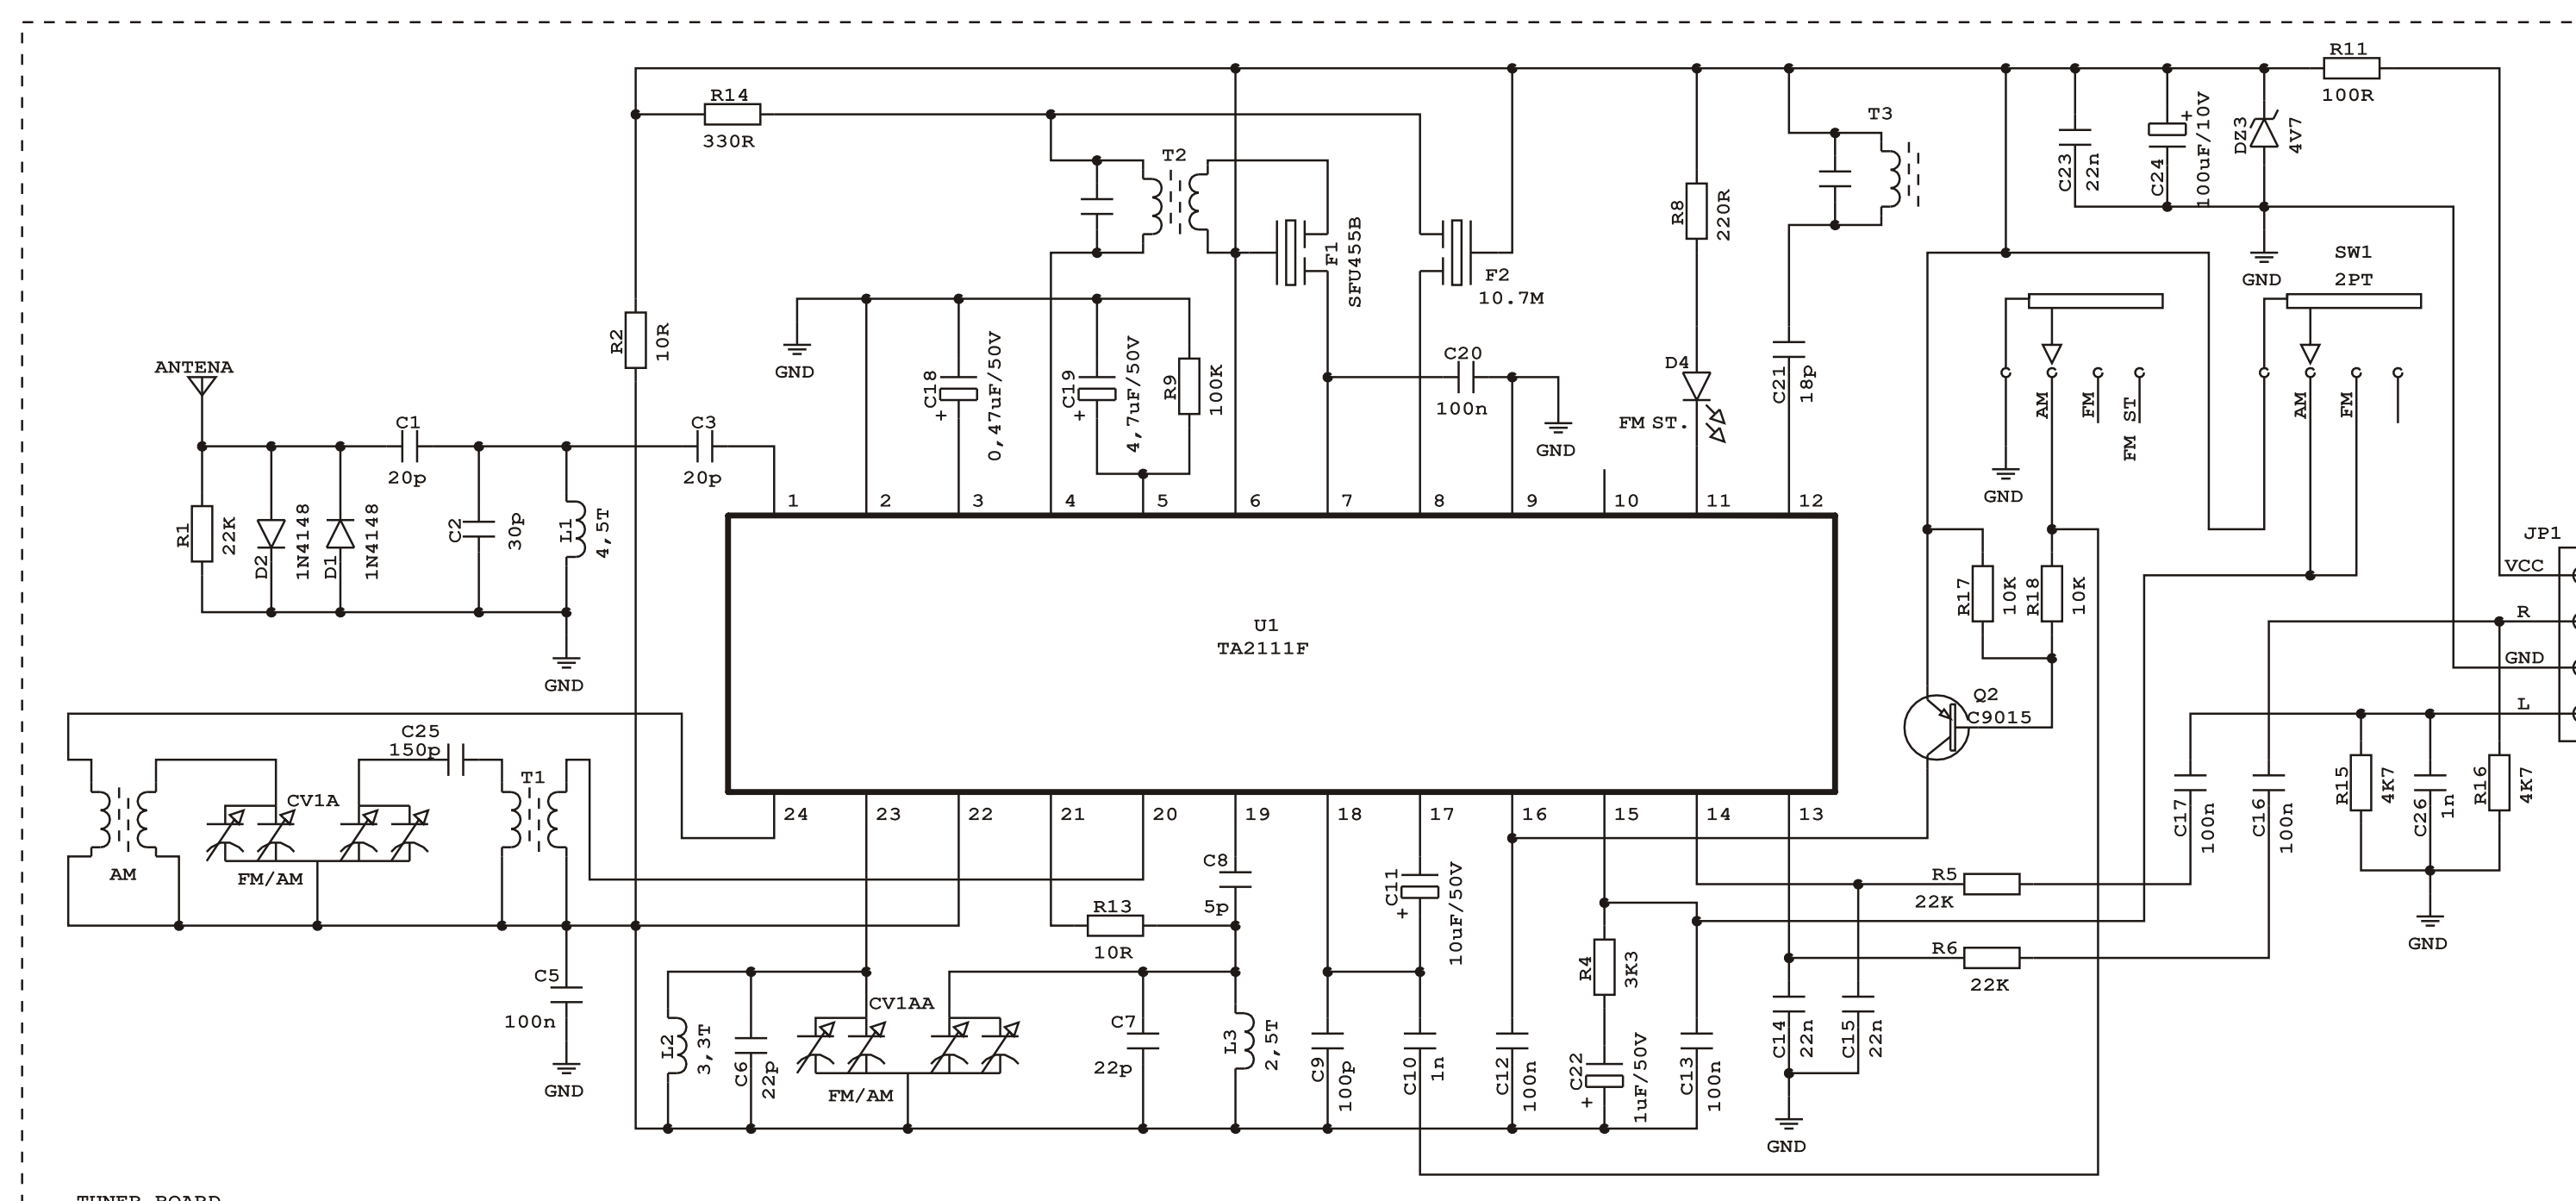 R11
100R
R14
330R
T2
T3
C23
22n
C24
+
100uF/10V
DZ3
4V7
R8
220R
F1
SFU455B
F2
10.7M
SW1
2PT
GND
R2
10R
GND
C18
+
0,47uF/50V
C19
+
4,7uF/50V
R9
100K
C20
100n
GND
D4
FM ST.
C21
18p
ANTENA
AM
FM
FM ST
AM
FM
GND
C1
20p
C3
20p
R1
22K
D2
1N4148
D1
1N4148
C2
30p
L1
4,5T
GND
1
2
3
4
5
6
7
8
9
10
11
12
U1
TA2111F
R17
10K
R18
10K
JP1
VCC
R
GND
L
Q2
C9015
C25
150p
T1
CV1A
AM
FM/AM
24
23
22
21
20
19
18
17
16
15
14
13
C8
5p
R13
10R
C11
+
10uF/50V
R5
22K
R6
22K
C17
100n
C16
100n
R15
4K7
C26
1n
R16
4K7
GND
C5
100n
GND
L2
3,3T
C6
22p
CV1AA
FM/AM
C7
22p
L3
2,5T
C9
100p
C10
1n
C12
100n
R4
3K3
C22
+
1uF/50V
C13
100n
C14
22n
C15
22n
GND
TUNER BOARD